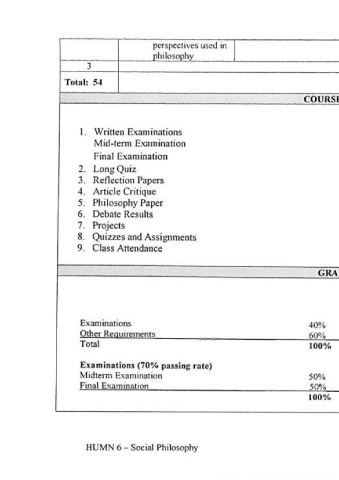 perspectives used in
philosophy
3
Total: 54
COURSE
1. Written Examinations
Mid-term Examination
Final Examination
2. Long Quiz
3. Reflection Papers
4. Article Critique
5. Philosophy Paper
6. Debate Results
7. Projects
8. Quizzes and Assignments
9. Class Attendance
GRA
Examinations 40%
Other Requirements 60%
Total 100%
Examinations (70% passing rate)
Midterm Examination 50%
Final Examination 50%
100%
HUMN 6 – Social Philosophy